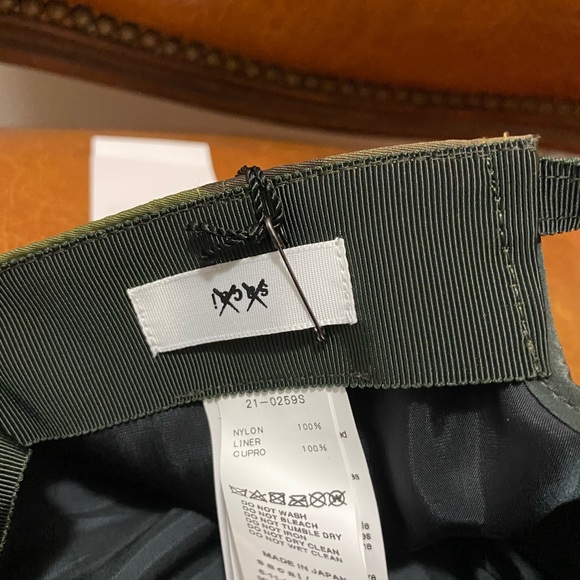 sacai
21-0259S
NYLON 100%
LINER
CUPRO 100%
DO NOT WASH
DO NOT BLEACH
DO NOT TUMBLE DRY
DO NOT IRON
DO NOT DRY CLEAN
DO NOT WET CLEAN
MADE IN JAPAN